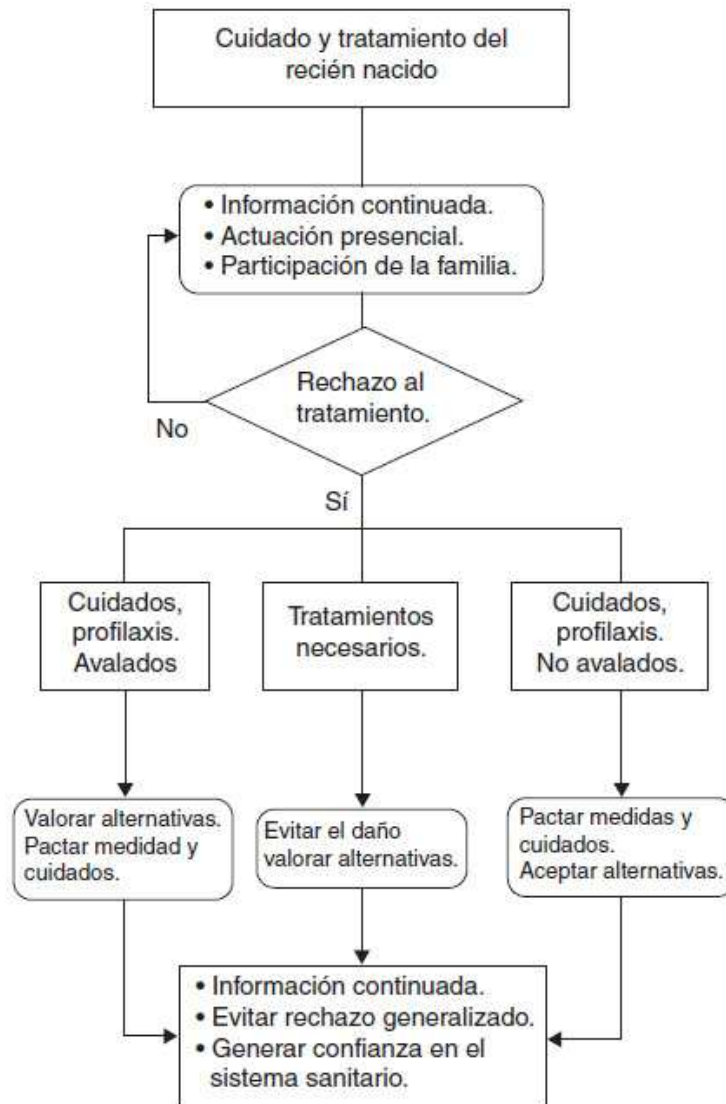 Cuidado y tratamiento del
recién nacido
• Información continuada.
• Actuación presencial.
• Participación de la familia.
Rechazo al
tratamiento.
No
Sí
Cuidados,
profilaxis.
Avalados
Tratamientos
necesarios.
Cuidados,
profilaxis.
No avalados.
Valorar alternativas.
Pactar medidad y
cuidados.
Evitar el daño
valorar alternativas.
Pactar medidas y
cuidados.
Aceptar alternativas.
• Información continuada.
• Evitar rechazo generalizado.
• Generar confianza en el
sistema sanitario.